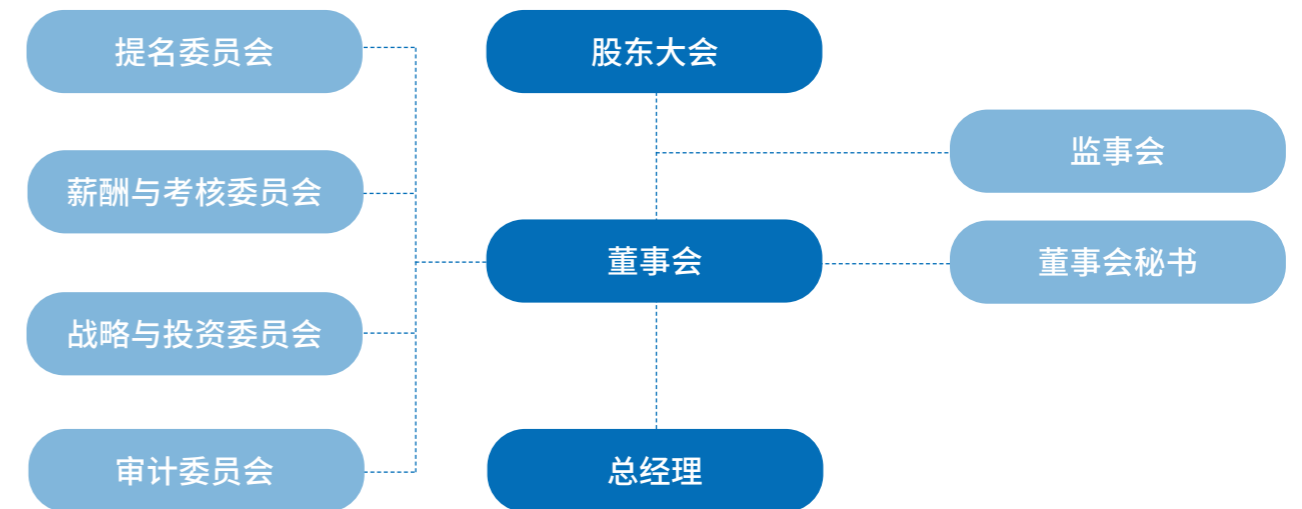 提名委员会
股东大会
监事会
薪酬与考核委员会
董事会
董事会秘书
战略与投资委员会
审计委员会
总经理